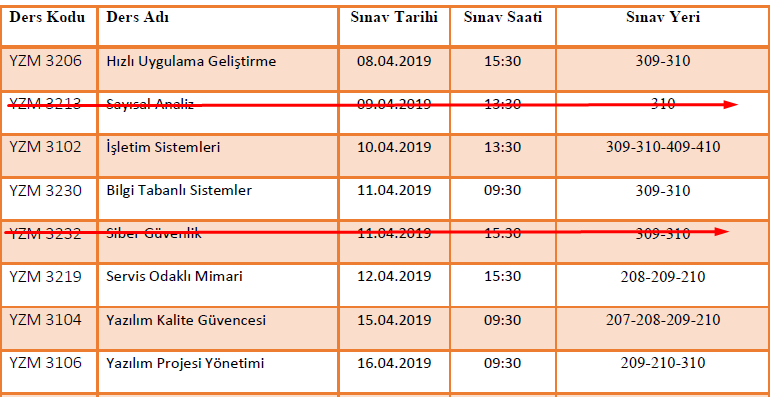 Ders Kodu Ders Adı Sınav Tarihi Sınav Saati Sınav Yeri
YZM 3206 Hızlı Uygulama Geliştirme 08.04.2019 15:30 309-310
YZM 3213 Sayısal Analiz 09.04.2019 13:30 310
YZM 3102 İşletim Sistemleri 10.04.2019 13:30 309-310-409-410
YZM 3230 Bilgi Tabanlı Sistemler 11.04.2019 09:30 309-310
YZM 3232 Siber Güvenlik 11.04.2019 15:30 309-310
YZM 3219 Servis Odaklı Mimari 12.04.2019 15:30 208-209-210
YZM 3104 Yazılım Kalite Güvencesi 15.04.2019 09:30 207-208-209-210
YZM 3106 Yazılım Projesi Yönetimi 16.04.2019 09:30 209-210-310